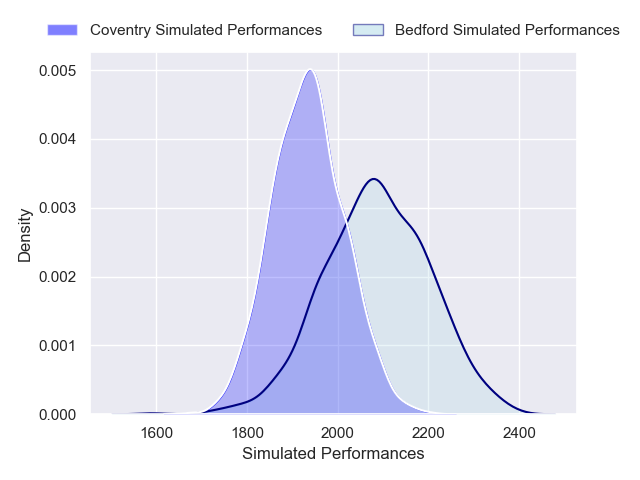 Coventry Simulated Performances
Bedford Simulated Performances
0.005
0.004
0.003
0.002
0.001
0.000
Density
1600
1800
2000
2200
2400
Simulated Performances